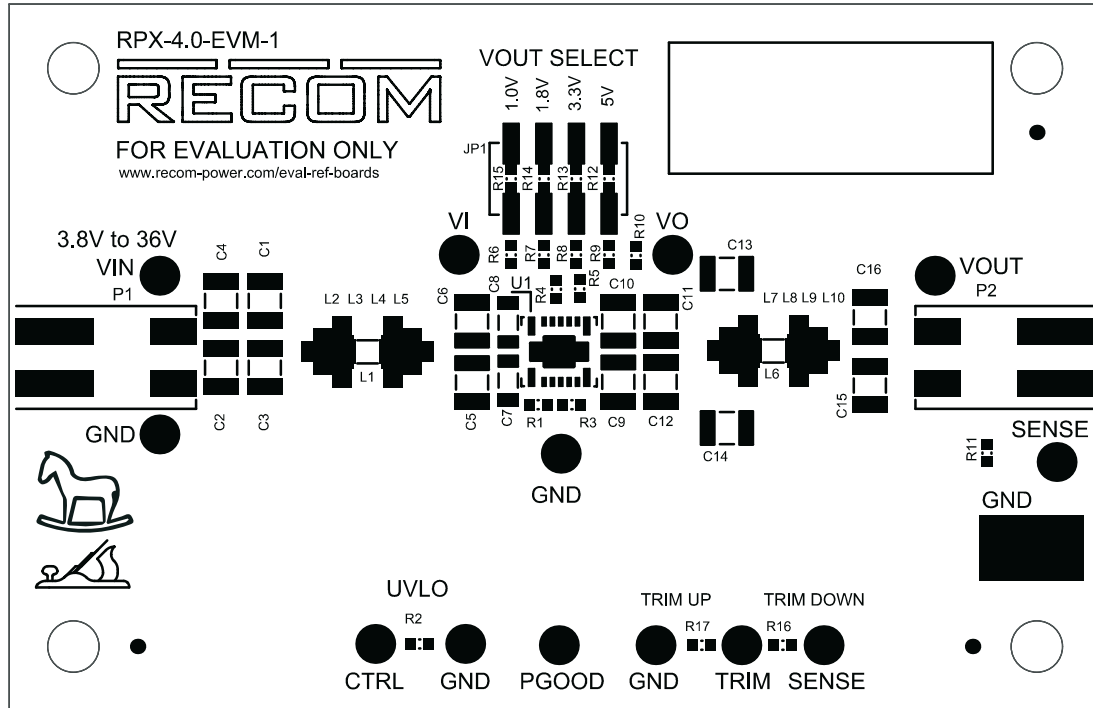 RPX-4.0-EVM-1
RECOM
FOR EVALUATION ONLY
www.recom-power.com/eval-ref-boards
VOUT SELECT
1.0V 1.8V 3.3V 5V
JP1
R15 R14 R13 R12
R6 R7 R8 R9 R10
VI
VO
3.8V to 36V
VIN
P1
C4 C1
C6 C8 U1 R4 R5 C10 C11
C13
C16
VOUT
P2
L2 L3 L4 L5
L1
L7 L8 L9 L10
L6
C2 C3
C5 C7 R1 R3 C9 C12
C14
C15
GND
GND
R11
SENSE
GND
UVLO
R2
CTRL GND PGOOD
TRIM UP
TRIM DOWN
R17 R16
GND TRIM SENSE